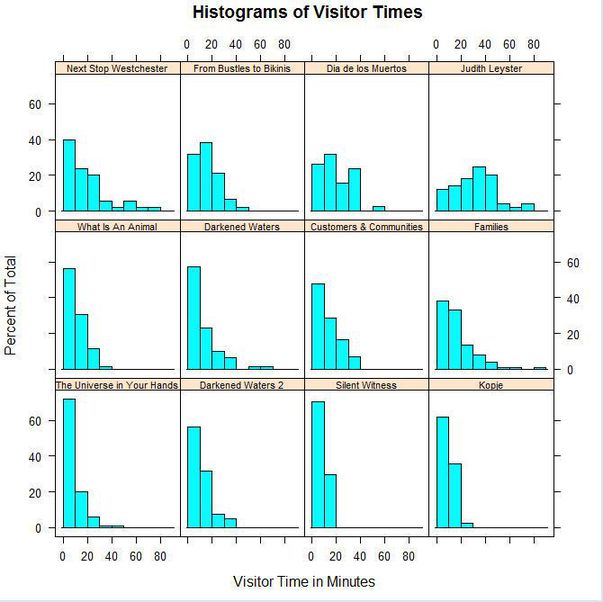 Histograms of Visitor Times
0 20 40 60 80 0 20 40 60 80
Next Stop Westchester From Bustles to Bikinis Dia de los Muertos Judith Leyster
60
40
20
0
What Is An Animal Darkened Waters Customers & Communities Families
60
40
20
0
The Universe in Your Hands Darkened Waters 2 Silent Witness Kopje
60
40
20
0
0 20 40 60 80 0 20 40 60 80
Percent of Total
Visitor Time in Minutes